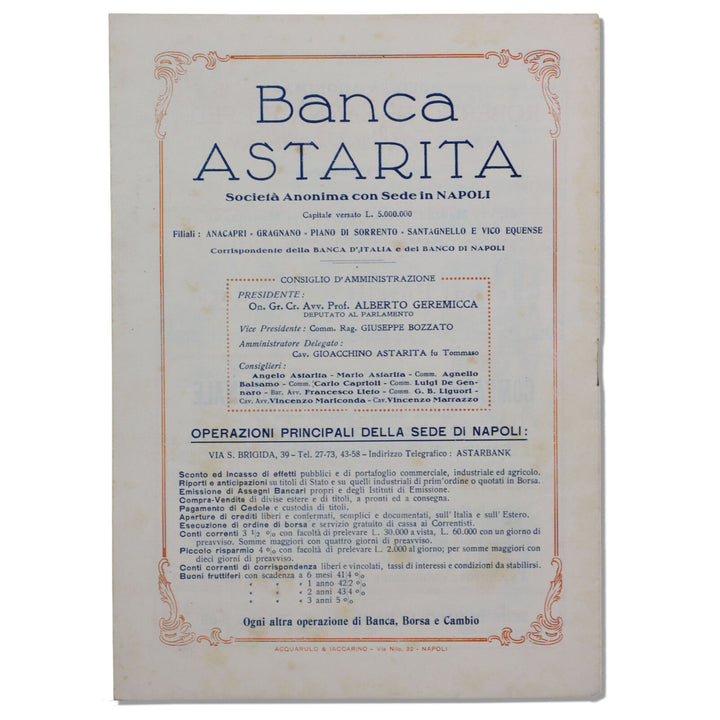 Banca
ASTARITA
Società Anonima con Sede in NAPOLI
Capitale versato L. 5.000.000
Filiali : ANACAPRI - GRAGNANO - PIANO DI SORRENTO - SANTAGNELLO E VICO EQUENSE
Corrispondente della BANCA D'ITALIA e del BANCO DI NAPOLI
CONSIGLIO D'AMMINISTRAZIONE
PRESIDENTE :
On. Gr. Cr. Avv. Prof. ALBERTO GEREMICCA
DEPUTATO AL PARLAMENTO
Vice Presidente : Comm. Rag. GIUSEPPE BOZZATO
Amministratore Delegato :
Cav. GIOACCHINO ASTARITA fu Tommaso
Consiglieri :
Angelo Astarita - Mario Astarita - Comm. Agnello
Balsamo - Comm. Carlo Caprioli - Comm. Luigi De Gen-
naro - Bar. Avv. Francesco Lieto - Comm G. B. Liguori -
Cav. Avv. Vincenzo Mariconda - Cav. Vincenzo Marrazzo
OPERAZIONI PRINCIPALI DELLA SEDE DI NAPOLI :
VIA S. BRIGIDA, 39 - Tel. 27-73, 43-58 - Indirizzo Telegrafico : ASTARBANK
Sconto ed incasso di effetti pubblici e di portafoglio commerciale, industriale ed agricolo.
Riporti e anticipazioni su titoli di Stato e su quelli industriali di prim'ordine o quotati in Borsa.
Emissione di Assegni Bancari propri e degli Istituti di Emissione.
Compra-Vendita di divise estere e di titoli, a pronti ed a consegna.
Pagamento di Cedole e custodia di titoli.
Aperture di crediti liberi e confermati, semplici e documentati, sull'Italia e sull'Estero.
Esecuzione di ordine di borsa e servizio gratuito di cassa ai Correntisti.
Conti correnti 3 1/2 % con facoltà di prelevare L. 30.000 a vista, L. 60.000 con un giorno di
preavviso. Somme maggiori con quattro giorni di preavviso.
Piccolo risparmio 4 % con facoltà di prelevare L. 2.000 al giorno; per somme maggiori con
dieci giorni di preavviso.
Conti correnti di corrispondenza liberi e vincolati, tassi di interessi e condizioni da stabilirsi.
Buoni fruttiferi con scadenza a 6 mesi 41\4 %
" " " 1 anno 42\2 %
" " " 2 anni 43\4 %
" " " 3 anni 5 %
Ogni altra operazione di Banca, Borsa e Cambio
ACQUARULO & IACCARINO - Via Nilo, 32 - NAPOLI